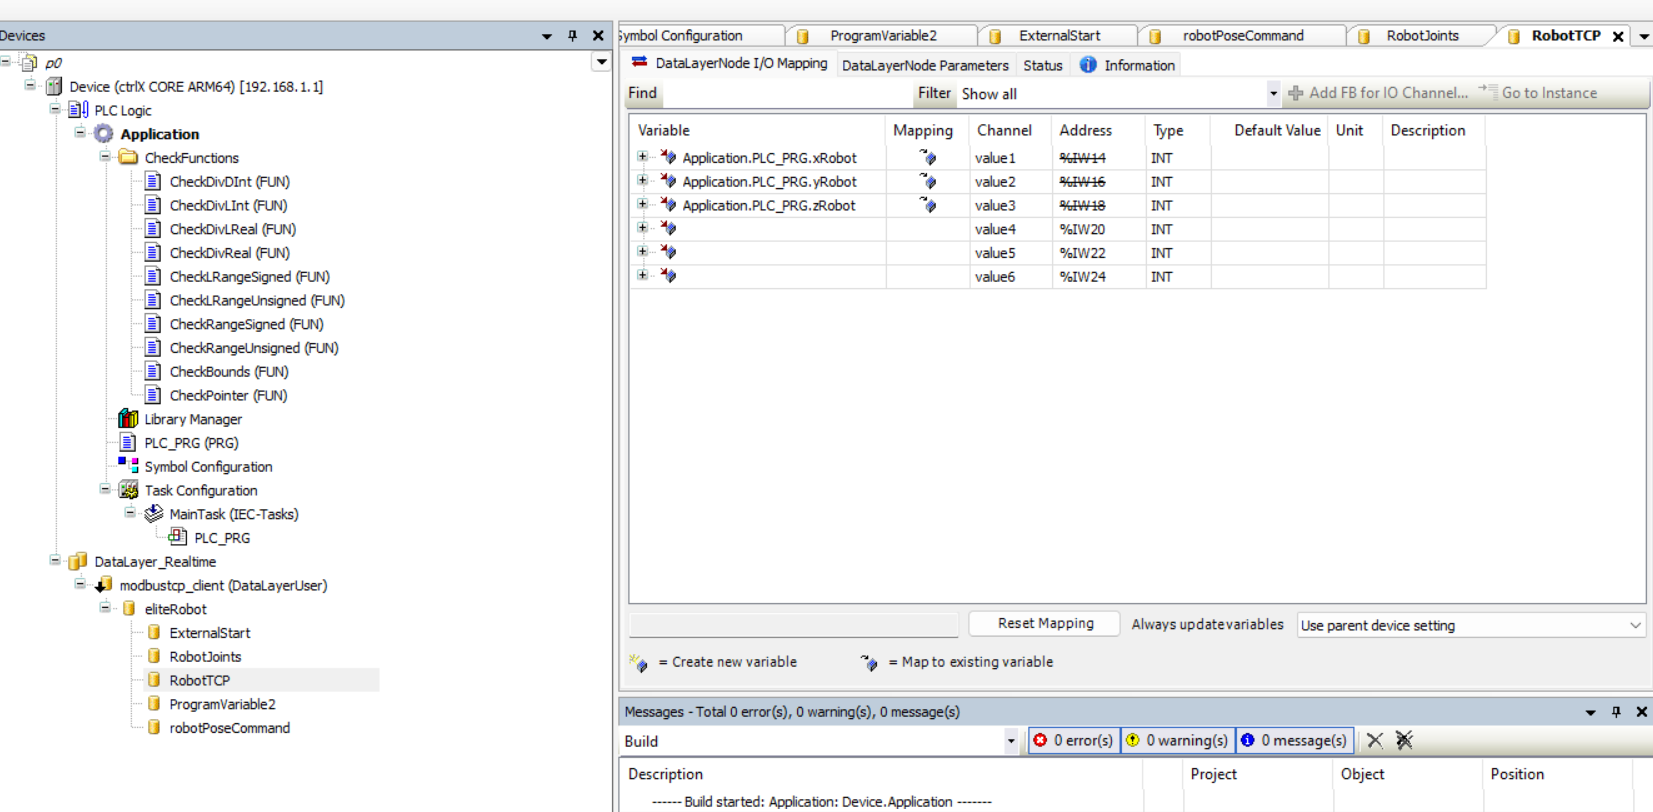 Devices
p0
Device (ctrlX CORE ARM64) [192.168.1.1]
PLC Logic
Application
CheckFunctions
CheckDivDInt (FUN)
CheckDivLInt (FUN)
CheckDivLReal (FUN)
CheckDivReal (FUN)
CheckLRangeSigned (FUN)
CheckLRangeUnsigned (FUN)
CheckRangeSigned (FUN)
CheckRangeUnsigned (FUN)
CheckBounds (FUN)
CheckPointer (FUN)
Library Manager
PLC_PRG (PRG)
Symbol Configuration
Task Configuration
MainTask (IEC-Tasks)
PLC_PRG
DataLayer_Realtime
modbustcp_client (DataLayerUser)
eliteRobot
ExternalStart
RobotJoints
RobotTCP
ProgramVariable2
robotPoseCommand
Symbol Configuration ProgramVariable2 ExternalStart robotPoseCommand RobotJoints RobotTCP
DataLayerNode I/O Mapping DataLayerNode Parameters Status Information
Find Filter Show all Add FB for IO Channel... Go to Instance
Variable Mapping Channel Address Type Default Value Unit Description
Application.PLC_PRG.xRobot value1 %IW14 INT
Application.PLC_PRG.yRobot value2 %IW16 INT
Application.PLC_PRG.zRobot value3 %IW18 INT
value4 %IW20 INT
value5 %IW22 INT
value6 %IW24 INT
Reset Mapping Always update variables Use parent device setting
= Create new variable = Map to existing variable
Messages - Total 0 error(s), 0 warning(s), 0 message(s)
Build 0 error(s) 0 warning(s) 0 message(s)
Description Project Object Position
------ Build started: Application: Device.Application -------